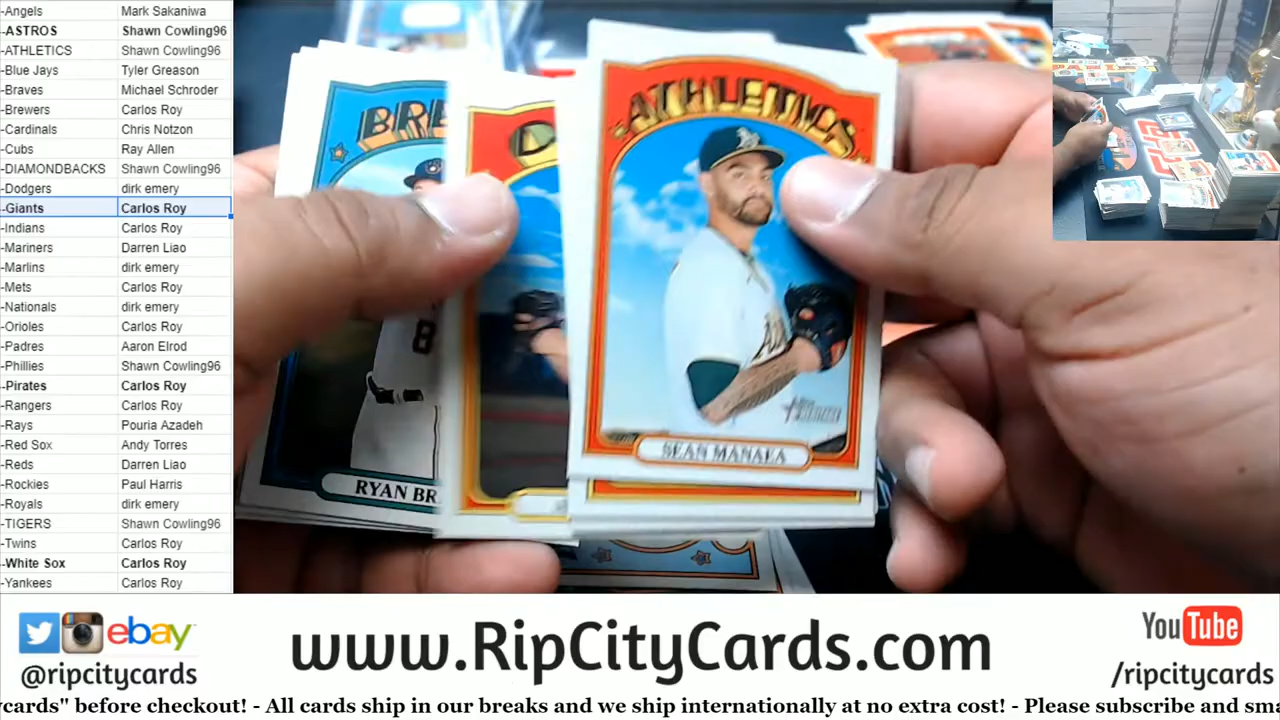 -Angels Mark Sakaniwa
-ASTROS Shawn Cowling96
-ATHLETICS Shawn Cowling96
-Blue Jays Tyler Greason
-Braves Michael Schroder
-Brewers Carlos Roy
-Cardinals Chris Notzon
-Cubs Ray Allen
-DIAMONDBACKS Shawn Cowling96
-Dodgers dirk emery
-Giants Carlos Roy
-Indians Carlos Roy
-Mariners Darren Liao
-Marlins dirk emery
-Mets Carlos Roy
-Nationals dirk emery
-Orioles Carlos Roy
-Padres Aaron Elrod
-Phillies Shawn Cowling96
-Pirates Carlos Roy
-Rangers Carlos Roy
-Rays Pouria Azadeh
-Red Sox Andy Torres
-Reds Darren Liao
-Rockies Paul Harris
-Royals dirk emery
-TIGERS Shawn Cowling96
-Twins Carlos Roy
-White Sox Carlos Roy
-Yankees Carlos Roy
BRE
D
ATHLETICS
8
RYAN BR
SEAN MANAEA
ebay
@ripcitycards
www.RipCityCards.com
YouTube
/ripcitycards
cards" before checkout! - All cards ship in our breaks and we ship internationally at no extra cost! - Please subscribe and sma